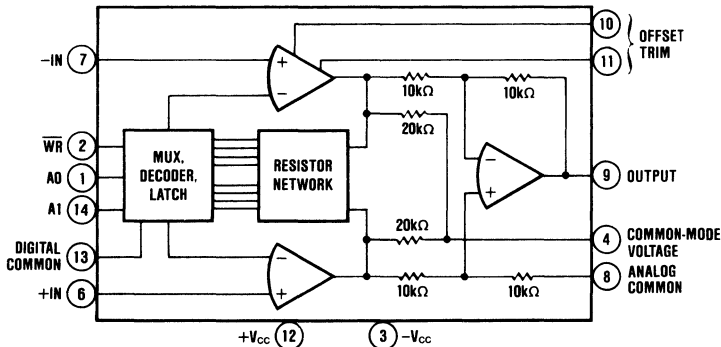 10
OFFSET
TRIM
11
−IN 7
10kΩ
10kΩ
20kΩ
WR 2
A0 1
A1 14
MUX,
DECODER,
LATCH
RESISTOR
NETWORK
9 OUTPUT
20kΩ
4 COMMON-MODE
VOLTAGE
DIGITAL
COMMON 13
8 ANALOG
COMMON
+IN 6
10kΩ
10kΩ
+
−
−
+
−
+
+Vcc 12
3 −Vcc